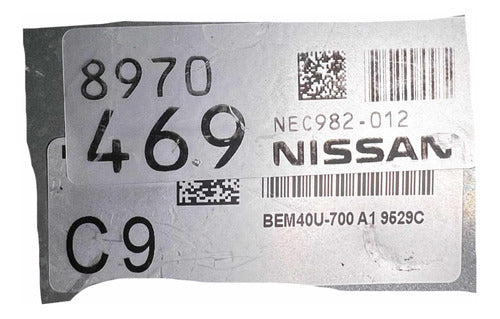 8970
469
NEC982-012
NISSAN
BEM40U-700 A1 9529C
C9